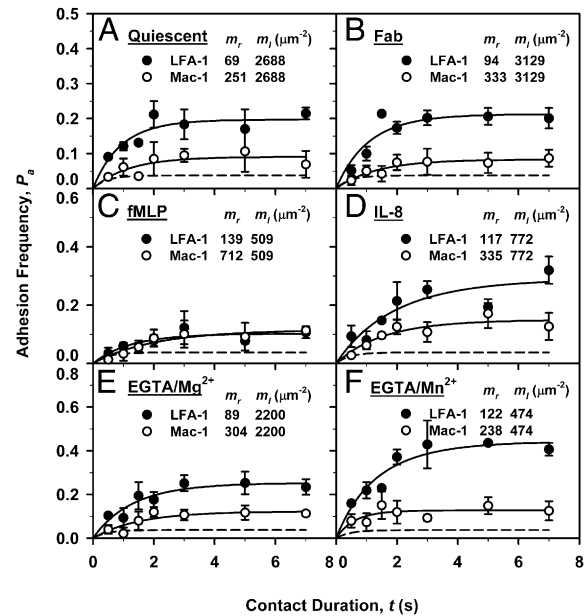 Adhesion Frequency, Pa
A Quiescent mr ml (μm-2)
LFA-1 69 2688
Mac-1 251 2688
B Fab mr ml (μm-2)
LFA-1 94 3129
Mac-1 333 3129
0.5
0.4
0.3
0.2
0.1
0.0
C fMLP mr ml (μm-2)
LFA-1 139 509
Mac-1 712 509
D IL-8 mr ml (μm-2)
LFA-1 117 772
Mac-1 335 772
0.6
0.4
0.2
0.0
E EGTA/Mg2+ mr ml (μm-2)
LFA-1 89 2200
Mac-1 304 2200
F EGTA/Mn2+ mr ml (μm-2)
LFA-1 122 474
Mac-1 238 474
0.6
0.4
0.2
0.0
0 2 4 6 8 0 2 4 6 8
Contact Duration, t (s)